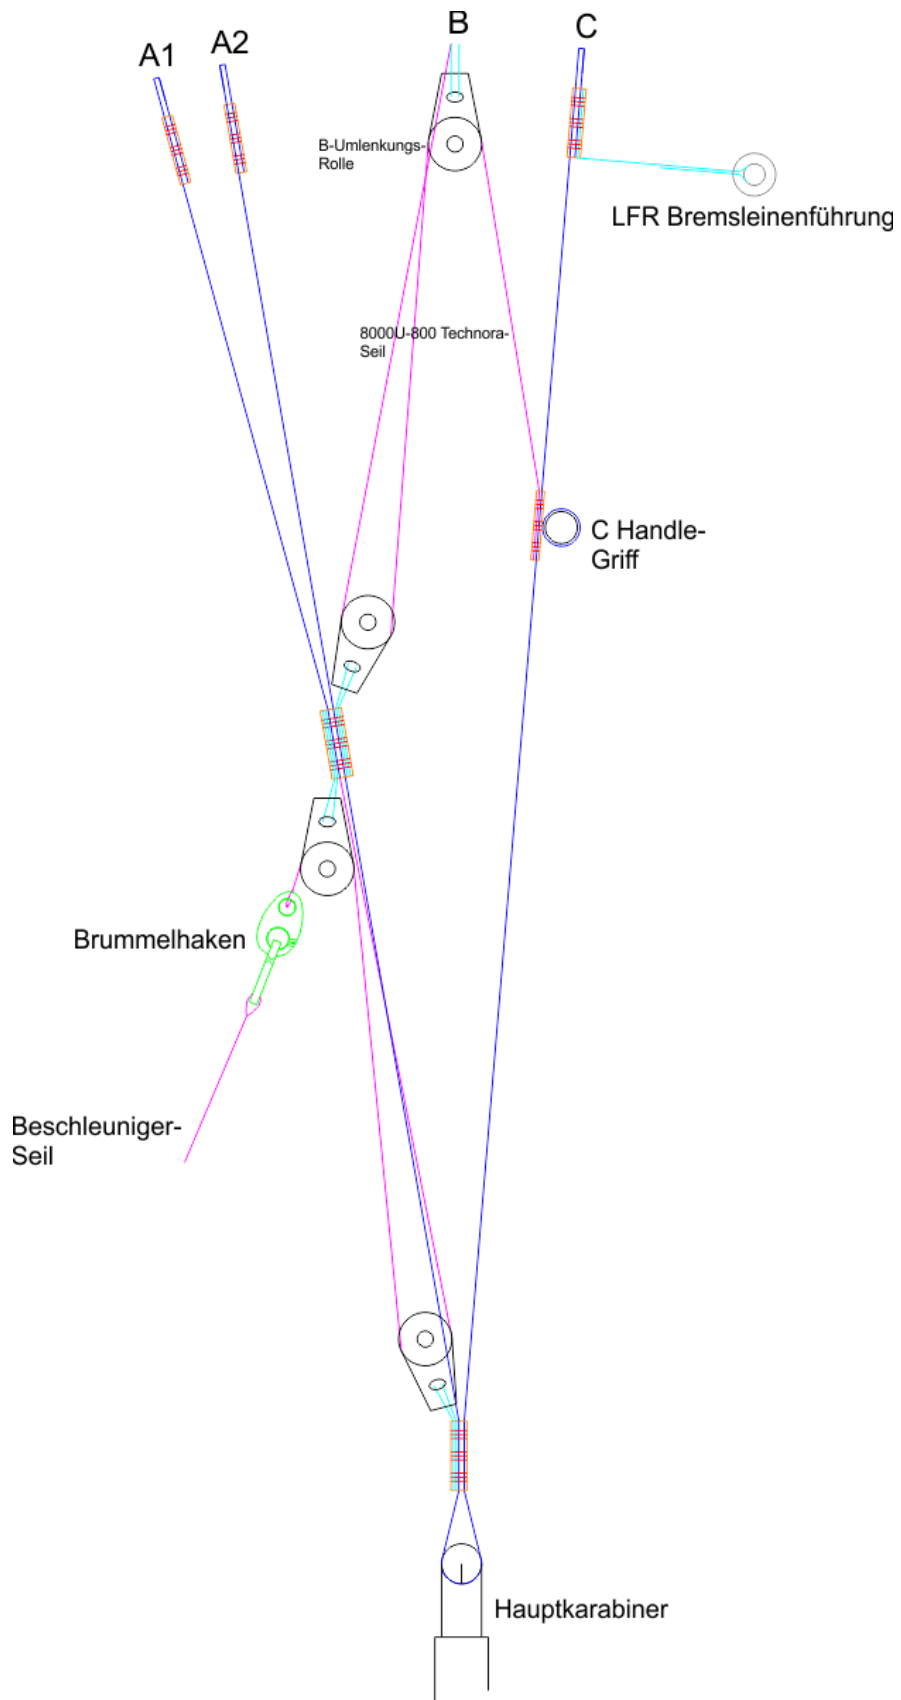 B
C
A2
A1
B-Umlenkungs-
Rolle
LFR Bremsleinenführung
8000U-800 Technora-
Seil
C Handle-
Griff
Brummelhaken
Beschleuniger-
Seil
Hauptkarabiner